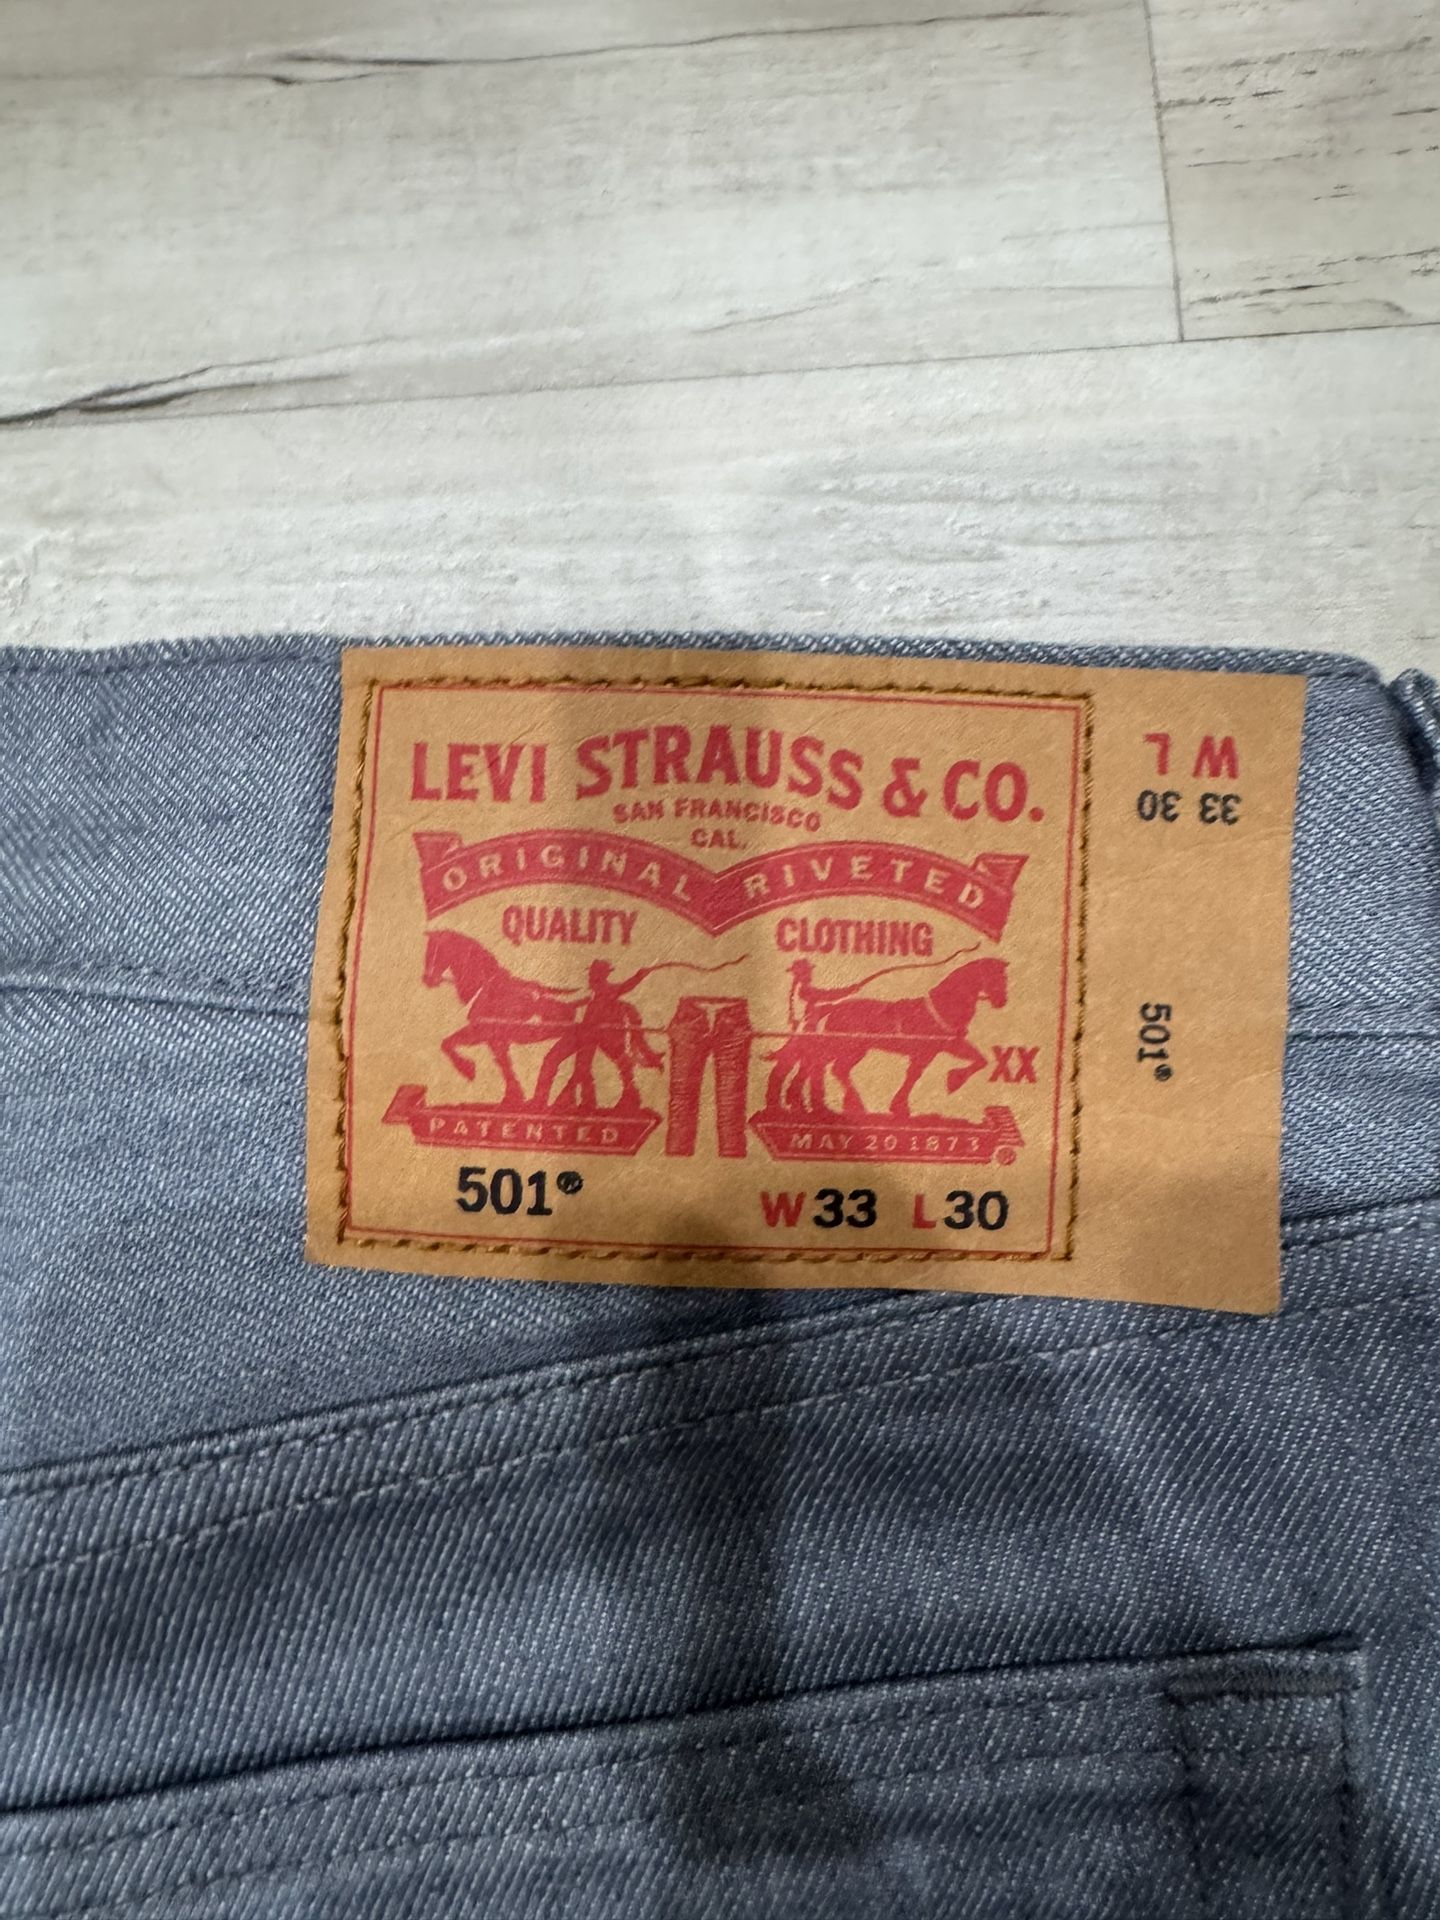 LEVI STRAUSS & CO.
SAN FRANCISCO
CAL.
ORIGINAL RIVETED
QUALITY CLOTHING
XX
PATENTED MAY 20 1873 ®
501® W33 L30
W L
33 30
501®